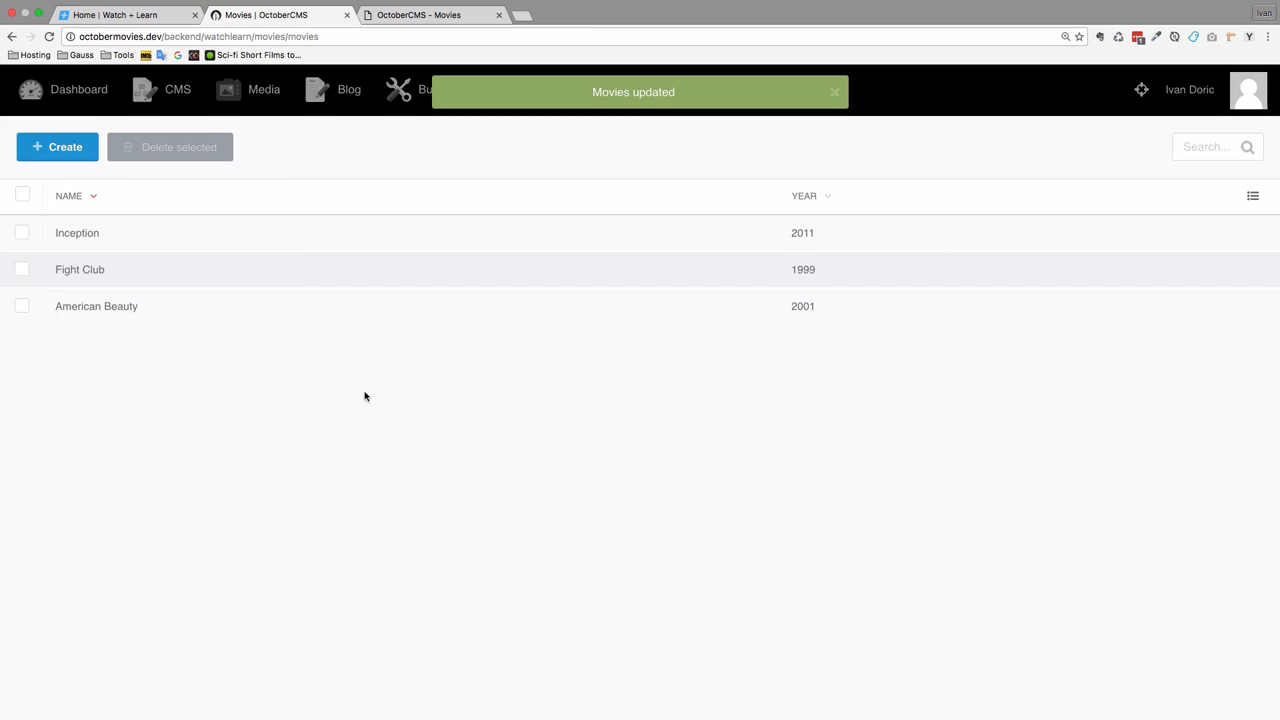 Home | Watch + Learn
Movies | OctoberCMS
OctoberCMS - Movies
Ivan
octobermovies.dev/backend/watchlearn/movies/movies
Hosting
Gauss
Tools
Sci-fi Short Films to...
Dashboard
CMS
Media
Blog
Bu
Movies updated
Ivan Doric
Create
Delete selected
Search...
NAME
YEAR
Inception
2011
Fight Club
1999
American Beauty
2001